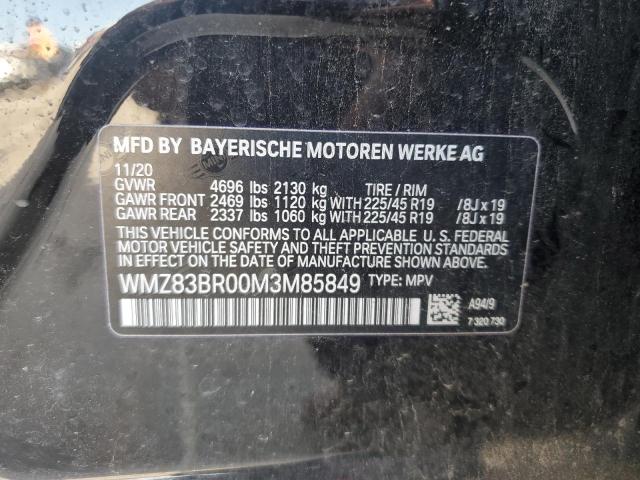 MFD BY BAYERISCHE MOTOREN WERKE AG
11/20
GVWR 4696 lbs 2130 kg TIRE / RIM
GAWR FRONT 2469 lbs 1120 kg WITH 225/45 R19 /8J x 19
GAWR REAR 2337 lbs 1060 kg WITH 225/45 R19 /8J x 19
THIS VEHICLE CONFORMS TO ALL APPLICABLE U.S. FEDERAL
MOTOR VEHICLE SAFETY AND THEFT PREVENTION STANDARDS
IN EFFECT ON THE DATE OF MANUFACTURE SHOWN ABOVE.
WMZ83BR00M3M85849 TYPE: MPV
A94/9
7 320 730